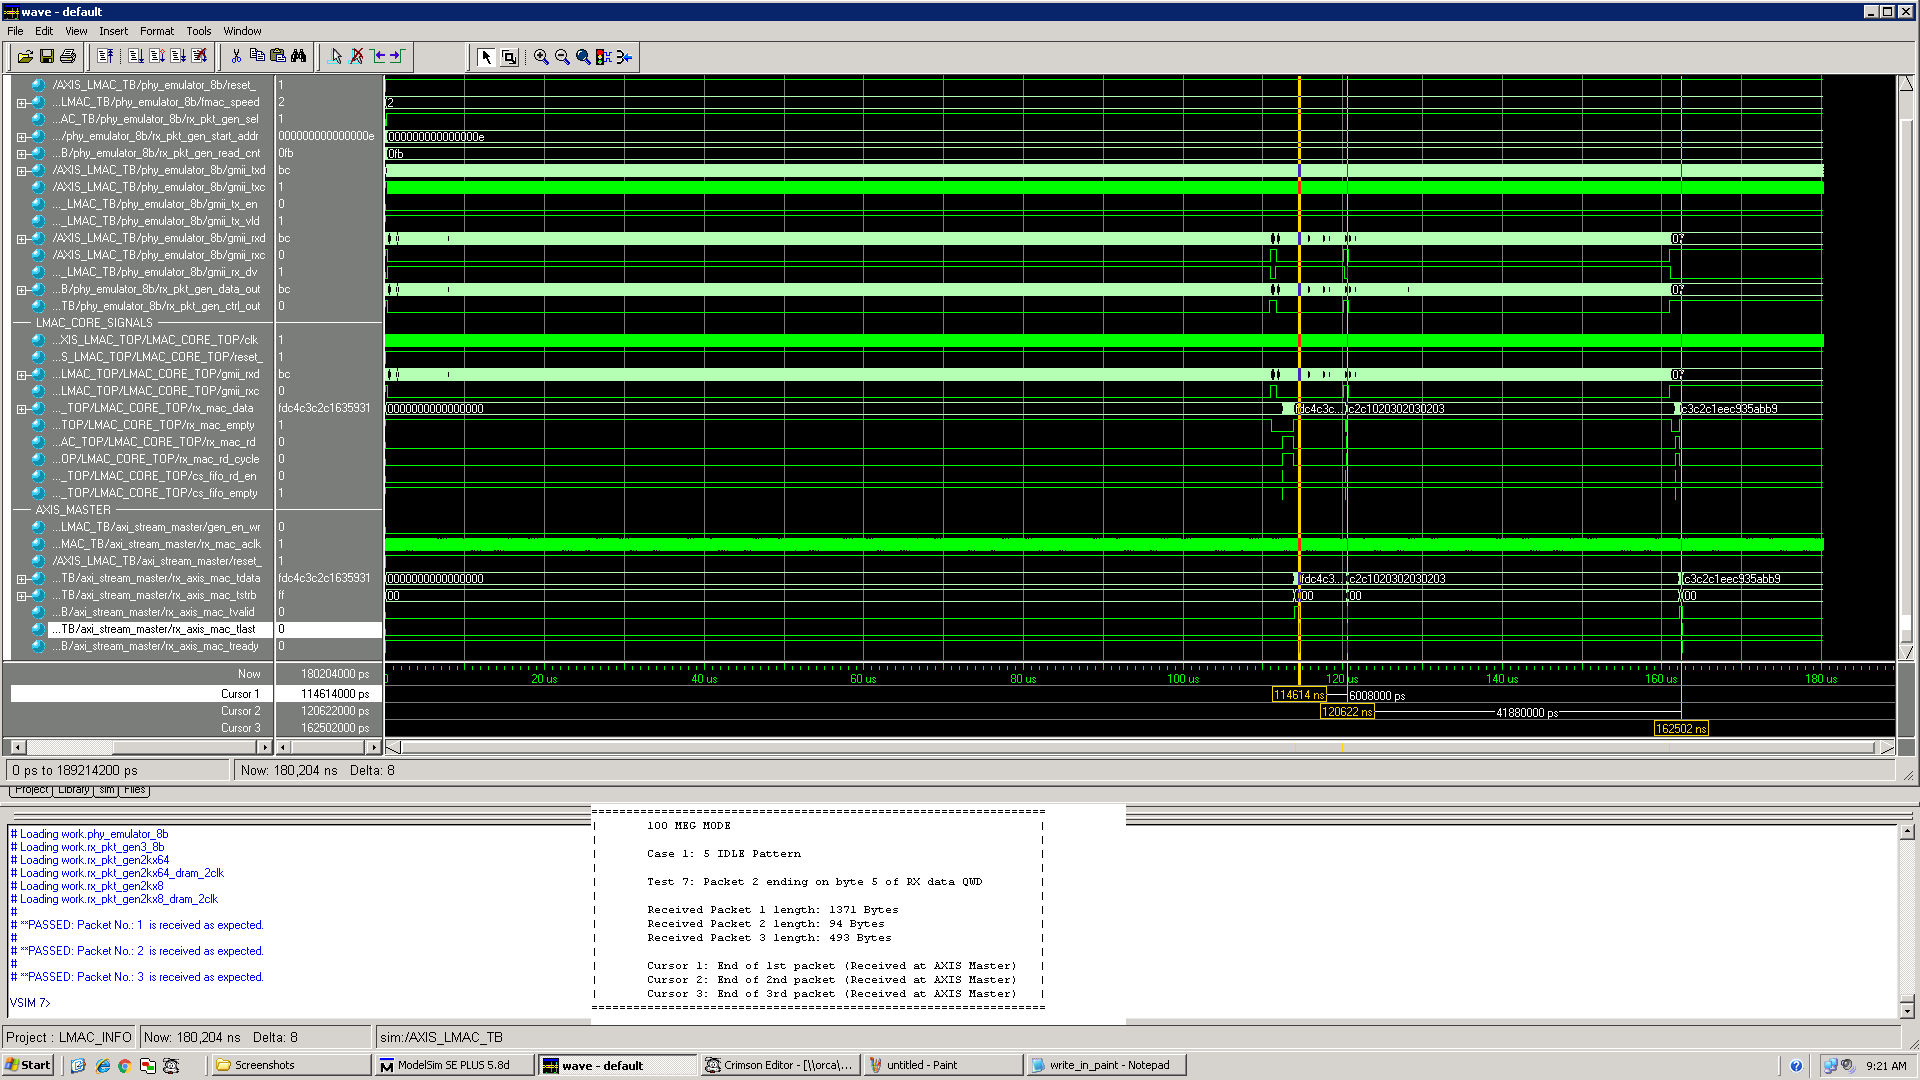 wave - default
File Edit View Insert Format Tools Window
/AXIS_LMAC_TB/phy_emulator_8b/reset_ 1
...LMAC_TB/phy_emulator_8b/fmac_speed 2 2
...AC_TB/phy_emulator_8b/rx_pkt_gen_sel 1
.../phy_emulator_8b/rx_pkt_gen_start_addr 000000000000000e 000000000000000e
...B/phy_emulator_8b/rx_pkt_gen_read_cnt 0fb 0fb
/AXIS_LMAC_TB/phy_emulator_8b/gmii_txd bc
/AXIS_LMAC_TB/phy_emulator_8b/gmii_txc 1
..._LMAC_TB/phy_emulator_8b/gmii_tx_en 0
..._LMAC_TB/phy_emulator_8b/gmii_tx_vld 1
/AXIS_LMAC_TB/phy_emulator_8b/gmii_rxd bc 07
/AXIS_LMAC_TB/phy_emulator_8b/gmii_rxc 0
..._LMAC_TB/phy_emulator_8b/gmii_rx_dv 1
...B/phy_emulator_8b/rx_pkt_gen_data_out bc 07
...TB/phy_emulator_8b/rx_pkt_gen_ctrl_out 0
LMAC_CORE_SIGNALS
...XIS_LMAC_TOP/LMAC_CORE_TOP/clk 1
...S_LMAC_TOP/LMAC_CORE_TOP/reset_ 1
...LMAC_TOP/LMAC_CORE_TOP/gmii_rxd bc 07
...LMAC_TOP/LMAC_CORE_TOP/gmii_rxc 0
..._TOP/LMAC_CORE_TOP/rx_mac_data fdc4c3c2c1635931 0000000000000000 fdc4c3c... c2c1020302030203 c3c2c1eec935abb9
...TOP/LMAC_CORE_TOP/rx_mac_empty 1
...AC_TOP/LMAC_CORE_TOP/rx_mac_rd 0
...OP/LMAC_CORE_TOP/rx_mac_rd_cycle 0
..._TOP/LMAC_CORE_TOP/cs_fifo_rd_en 0
..._TOP/LMAC_CORE_TOP/cs_fifo_empty 1
AXIS_MASTER
...LMAC_TB/axi_stream_master/gen_en_wr 0
...MAC_TB/axi_stream_master/rx_mac_aclk 1
/AXIS_LMAC_TB/axi_stream_master/reset_ 1
...TB/axi_stream_master/rx_axis_mac_tdata fdc4c3c2c1635931 0000000000000000 fdc4c3... c2c1020302030203 c3c2c1eec935abb9
...TB/axi_stream_master/rx_axis_mac_tstrb ff 00 00 00 00
...B/axi_stream_master/rx_axis_mac_tvalid 0
...TB/axi_stream_master/rx_axis_mac_tlast 0
...B/axi_stream_master/rx_axis_mac_tready 0
Now 180204000 ps 20 us 40 us 60 us 80 us 100 us 120 us 140 us 160 us 180 us
Cursor 1 114614000 ps 114614 ns 6008000 ps
Cursor 2 120622000 ps 120622 ns 41880000 ps
Cursor 3 162502000 ps 162502 ns
0 ps to 189214200 ps Now: 180,204 ns Delta: 8
Project Library sim Files
# Loading work.phy_emulator_8b
# Loading work.rx_pkt_gen3_8b
# Loading work.rx_pkt_gen2kx64
# Loading work.rx_pkt_gen2kx64_dram_2clk
# Loading work.rx_pkt_gen2kx8
# Loading work.rx_pkt_gen2kx8_dram_2clk
#
# **PASSED: Packet No.: 1 is received as expected.
#
# **PASSED: Packet No.: 2 is received as expected.
#
# **PASSED: Packet No.: 3 is received as expected.
VSIM 7>
100 MEG MODE
Case 1: 5 IDLE Pattern
Test 7: Packet 2 ending on byte 5 of RX data QWD
Received Packet 1 length: 1371 Bytes
Received Packet 2 length: 94 Bytes
Received Packet 3 length: 493 Bytes
Cursor 1: End of 1st packet (Received at AXIS Master)
Cursor 2: End of 2nd packet (Received at AXIS Master)
Cursor 3: End of 3rd packet (Received at AXIS Master)
Project : LMAC_INFO Now: 180,204 ns Delta: 8 sim:/AXIS_LMAC_TB
Start Screenshots ModelSim SE PLUS 5.8d wave - default Crimson Editor - [\\orca\... untitled - Paint write_in_paint - Notepad 9:21 AM